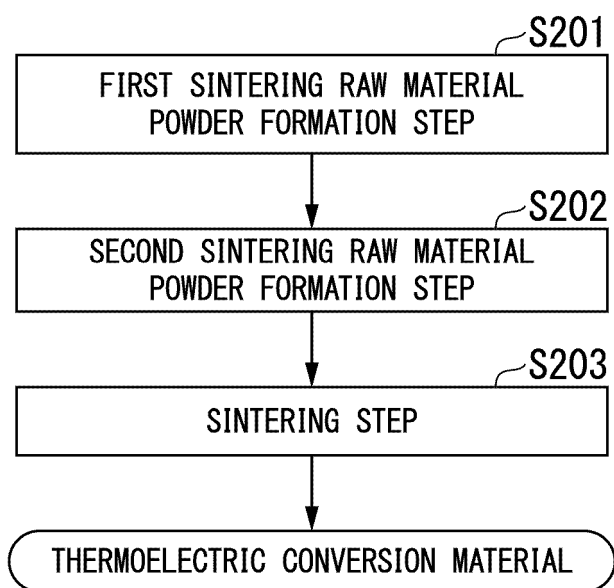 S201
FIRST SINTERING RAW MATERIAL
POWDER FORMATION STEP
S202
SECOND SINTERING RAW MATERIAL
POWDER FORMATION STEP
S203
SINTERING STEP
THERMOELECTRIC CONVERSION MATERIAL